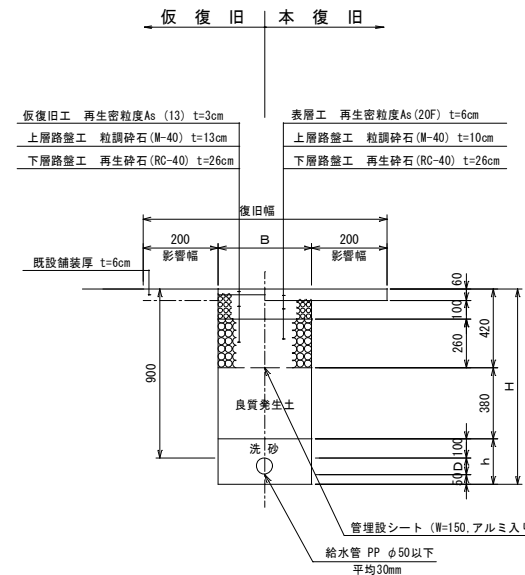 仮 復 旧 本 復 旧
仮復旧工 再生密粒度As (13) t=3cm
上層路盤工 粒調砕石(M-40) t=13cm
下層路盤工 再生砕石(RC-40) t=26cm
表層工 再生密粒度As(20F) t=6cm
上層路盤工 粒調砕石(M-40) t=10cm
下層路盤工 再生砕石(RC-40) t=26cm
復旧幅
200 B 200
影響幅 影響幅
既設舗装厚 t=6cm
60
100
260
420
900
H
良質発生土
380
洗 砂
100
D
50
h
管埋設シート (W=150,アルミ入り
給水管 PP φ50以下
平均30mm